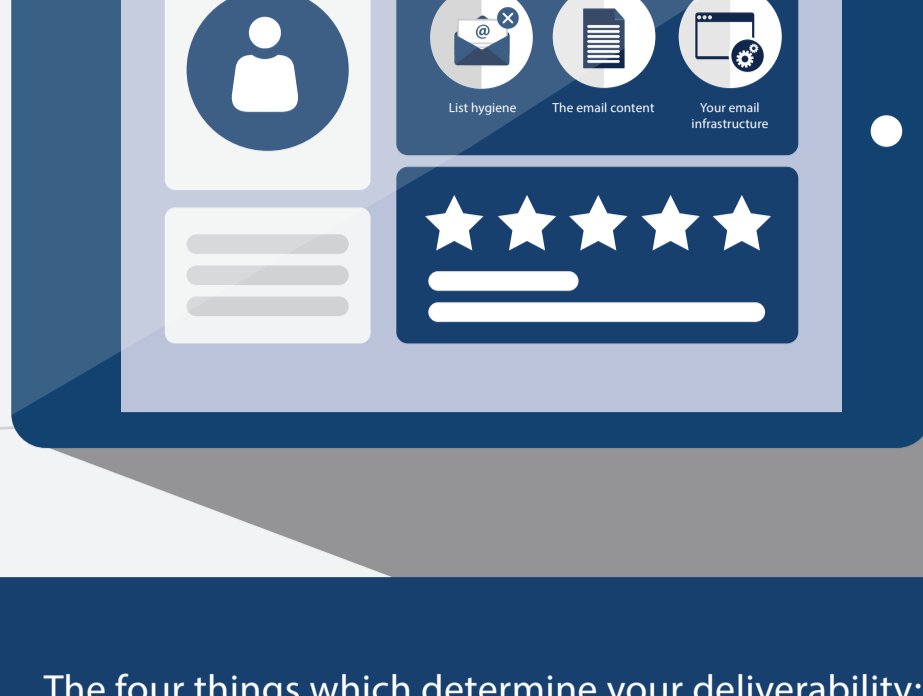 @
List hygiene
The email content
Your email
infrastructure
The four things which determine your deliverability